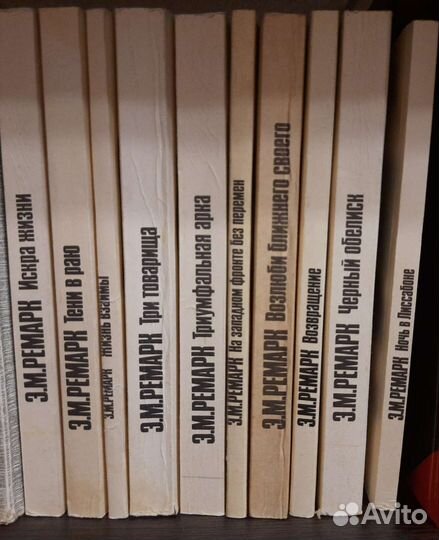 Э.М.РЕМАРК Искра жизни
Э.М.РЕМАРК Тени в раю
Э.М.РЕМАРК Жизнь взаймы
Э.М.РЕМАРК Три товарища
Э.М.РЕМАРК Триумфальная арка
Э.М.РЕМАРК На западном фронте без перемен
Э.М.РЕМАРК Возлюби ближнего своего
Э.М.РЕМАРК Возвращение
Э.М.РЕМАРК Черный обелиск
Э.М.РЕМАРК Ночь в Лиссабоне
Avito